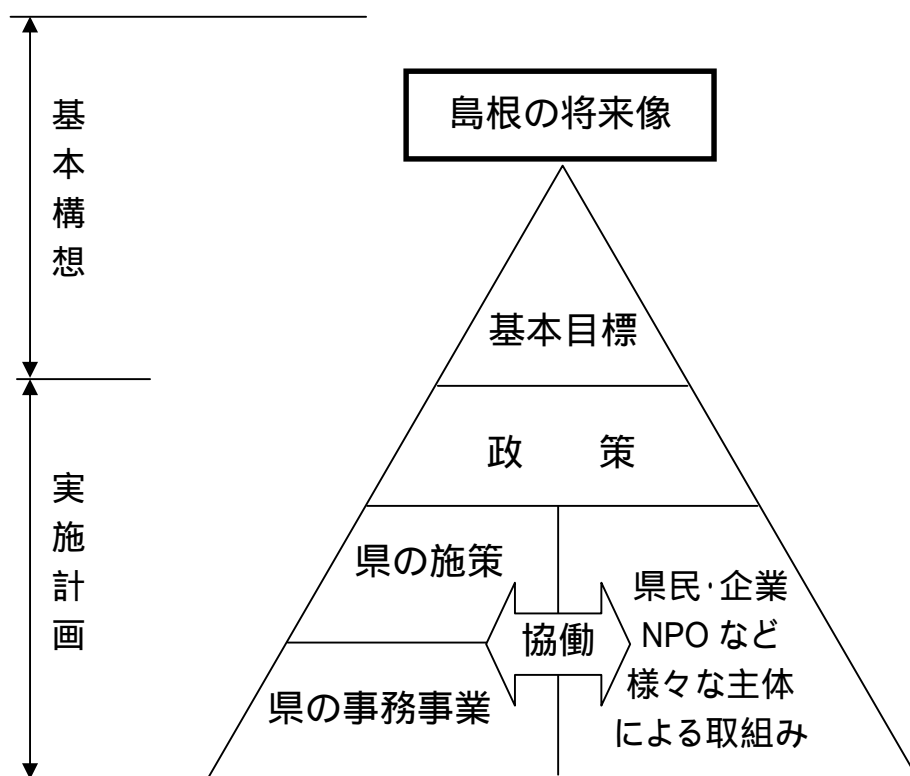 基本構想
島根の将来像
基本目標
実施計画
政　　策
県の施策
県の事務事業
協働
県民・企業
NPO など
様々な主体
による取組み